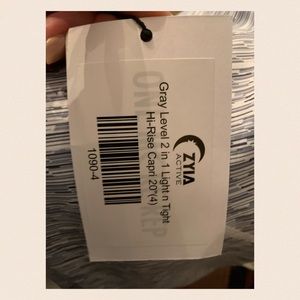 ZYIA
ACTIVE
Gray Level 2 in 1 Light n Tight
Hi-Rise Capri 20"(4)
1090-4